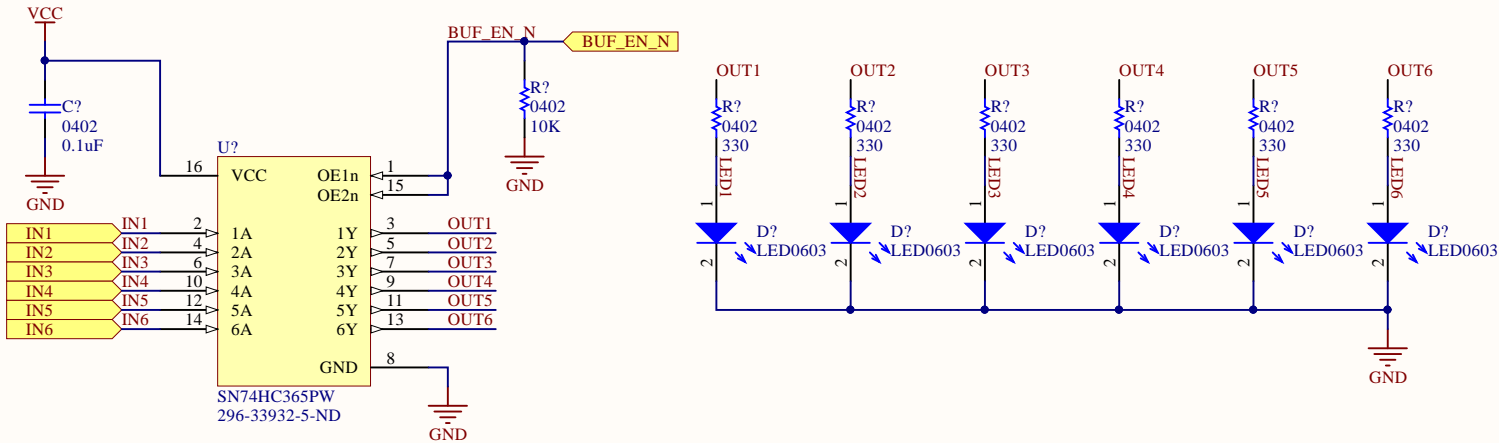 VCC
C?
0402
0.1uF
GND
BUF_EN_N
BUF_EN_N
R?
0402
10K
GND
U?
16 VCC
OE1n 1
OE2n 15
IN1 IN1 2 1A
IN2 IN2 4 2A
IN3 IN3 6 3A
IN4 IN4 10 4A
IN5 IN5 12 5A
IN6 IN6 14 6A
1Y 3 OUT1
2Y 5 OUT2
3Y 7 OUT3
4Y 9 OUT4
5Y 11 OUT5
6Y 13 OUT6
GND 8
GND
SN74HC365PW
296-33932-5-ND
OUT1
R?
0402
330
LED1
1
D?
LED0603
2
OUT2
R?
0402
330
LED2
1
D?
LED0603
2
OUT3
R?
0402
330
LED3
1
D?
LED0603
2
OUT4
R?
0402
330
LED4
1
D?
LED0603
2
OUT5
R?
0402
330
LED5
1
D?
LED0603
2
OUT6
R?
0402
330
LED6
1
D?
LED0603
2
GND